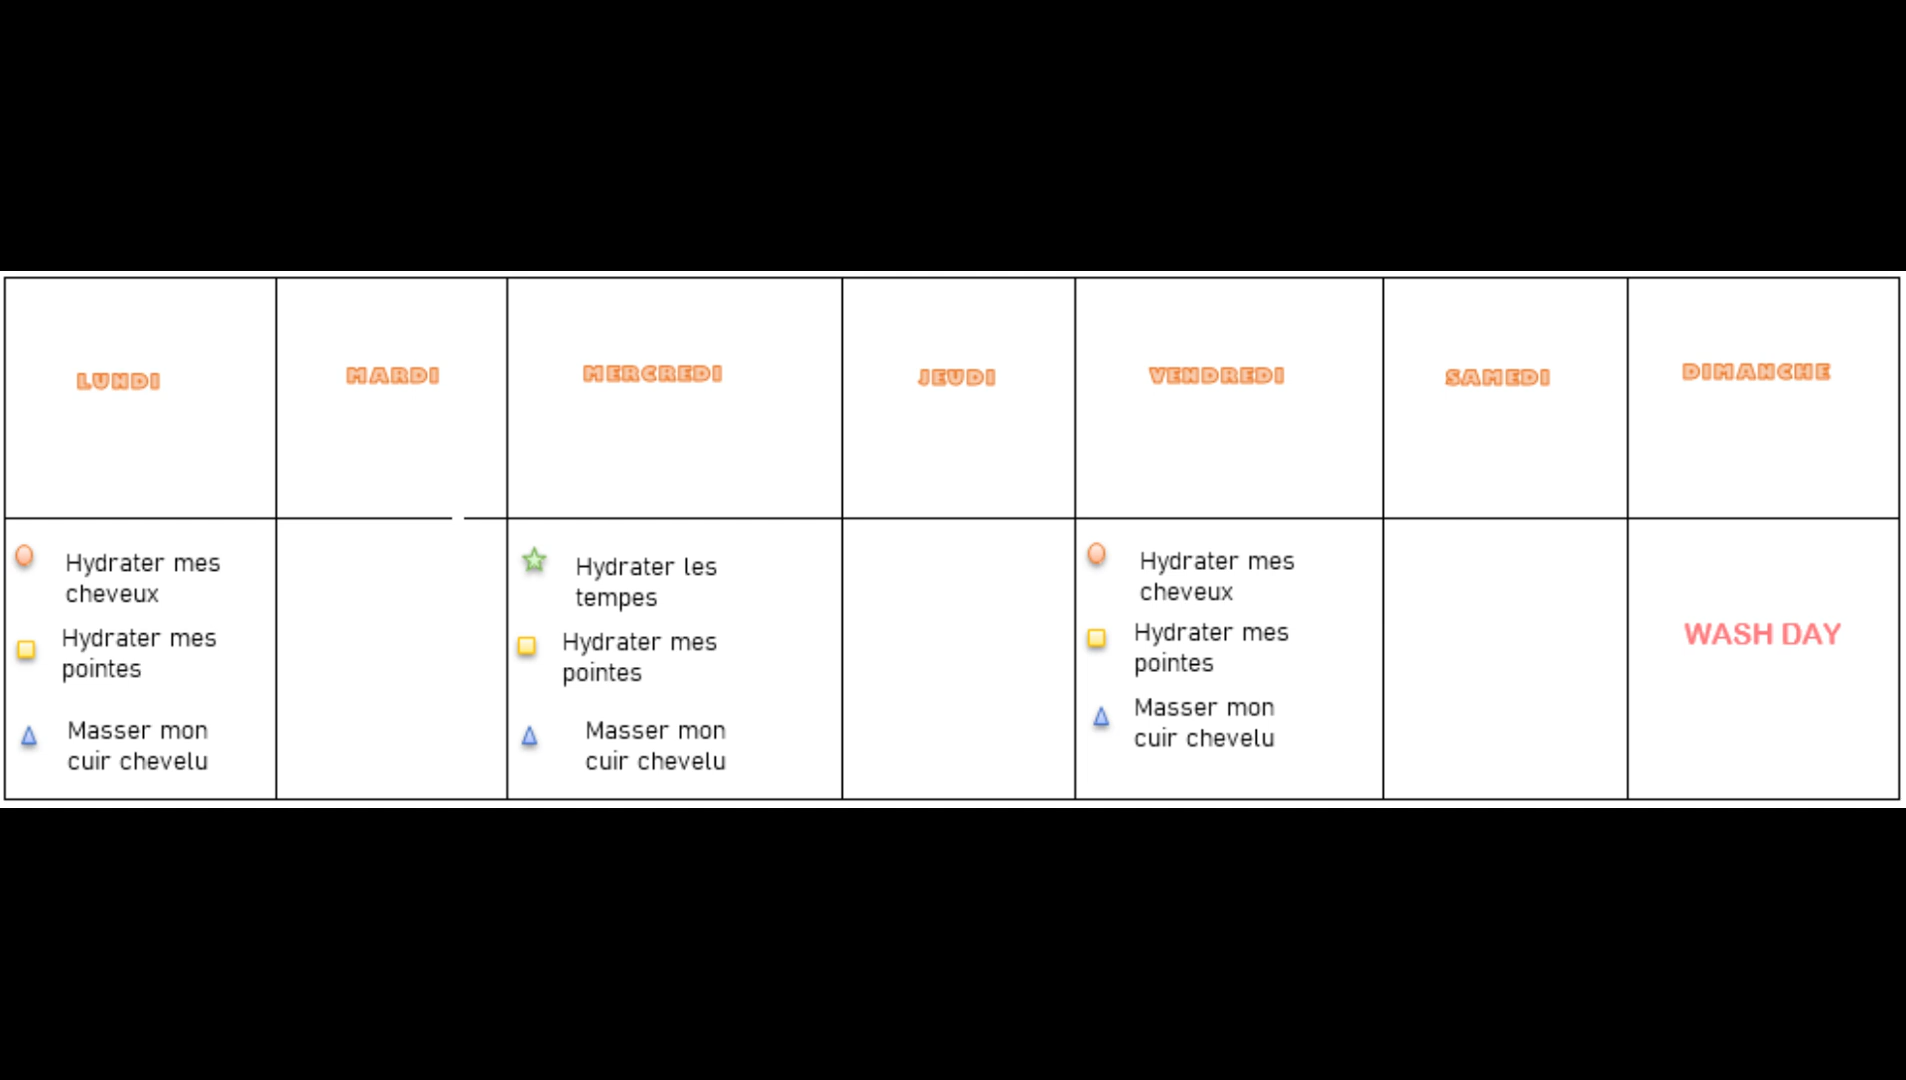 LUNDI
MARDI
MERCREDI
JEUDI
VENDREDI
SAMEDI
DIMANCHE
Hydrater mes
cheveux
Hydrater mes
pointes
Masser mon
cuir chevelu
Hydrater les
tempes
Hydrater mes
pointes
Masser mon
cuir chevelu
Hydrater mes
cheveux
Hydrater mes
pointes
Masser mon
cuir chevelu
WASH DAY